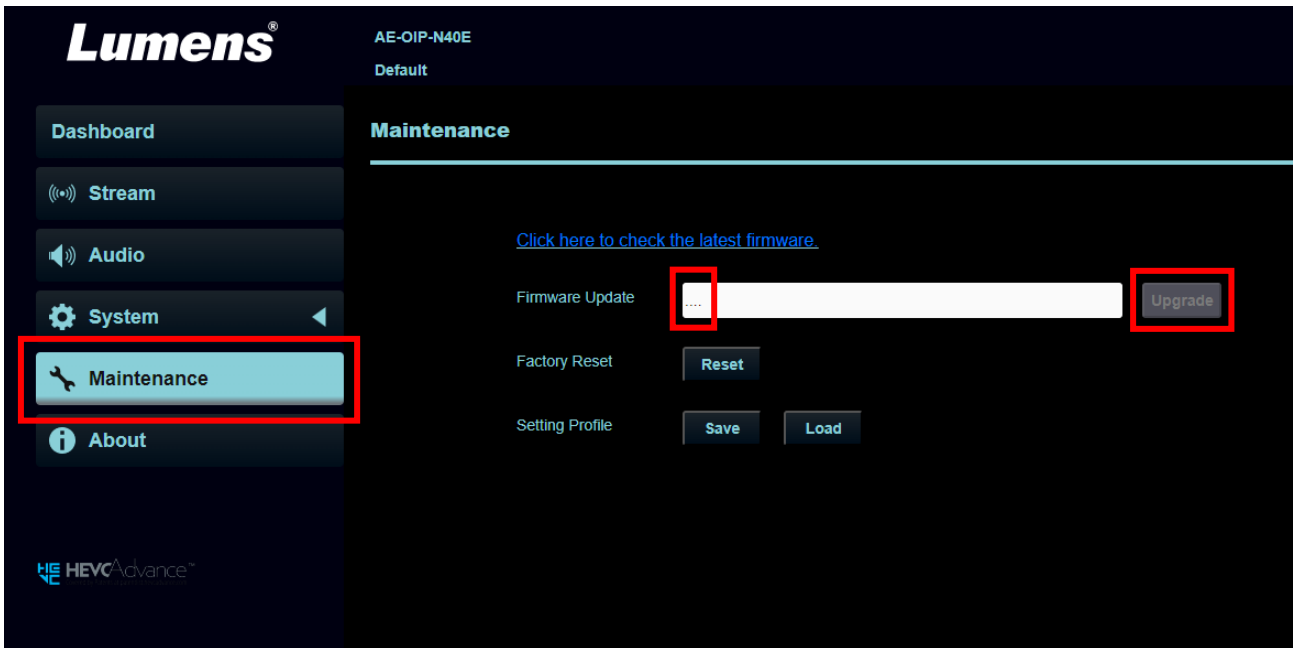 Lumens®
AE-OIP-N40E
Default
Dashboard
Stream
Audio
System
Maintenance
About
HEVCAdvance™
Maintenance
Click here to check the latest firmware.
Firmware Update .... Upgrade
Factory Reset Reset
Setting Profile Save Load